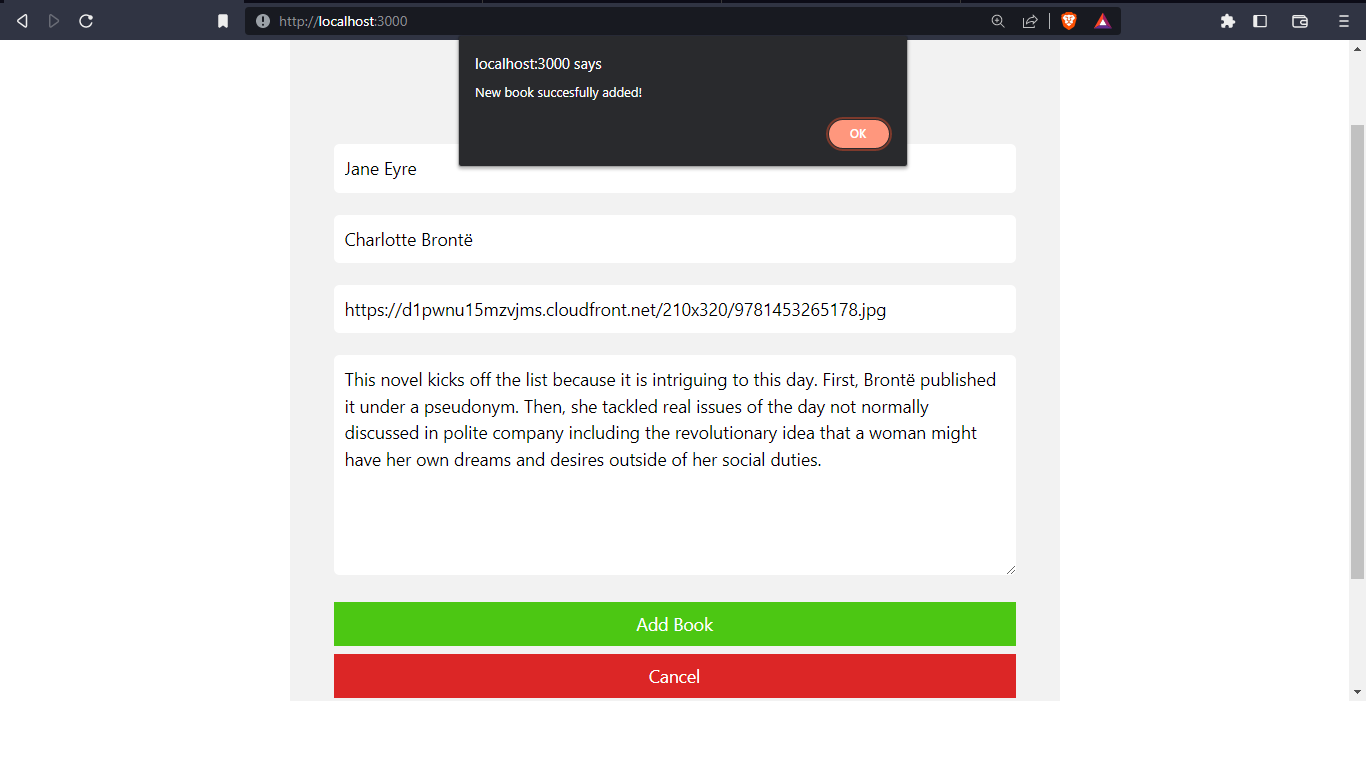 http://localhost:3000
localhost:3000 says
New book succesfully added!
OK
Jane Eyre
Charlotte Brontë
https://d1pwnu15mzvjms.cloudfront.net/210x320/9781453265178.jpg
This novel kicks off the list because it is intriguing to this day. First, Brontë published
it under a pseudonym. Then, she tackled real issues of the day not normally
discussed in polite company including the revolutionary idea that a woman might
have her own dreams and desires outside of her social duties.
Add Book
Cancel